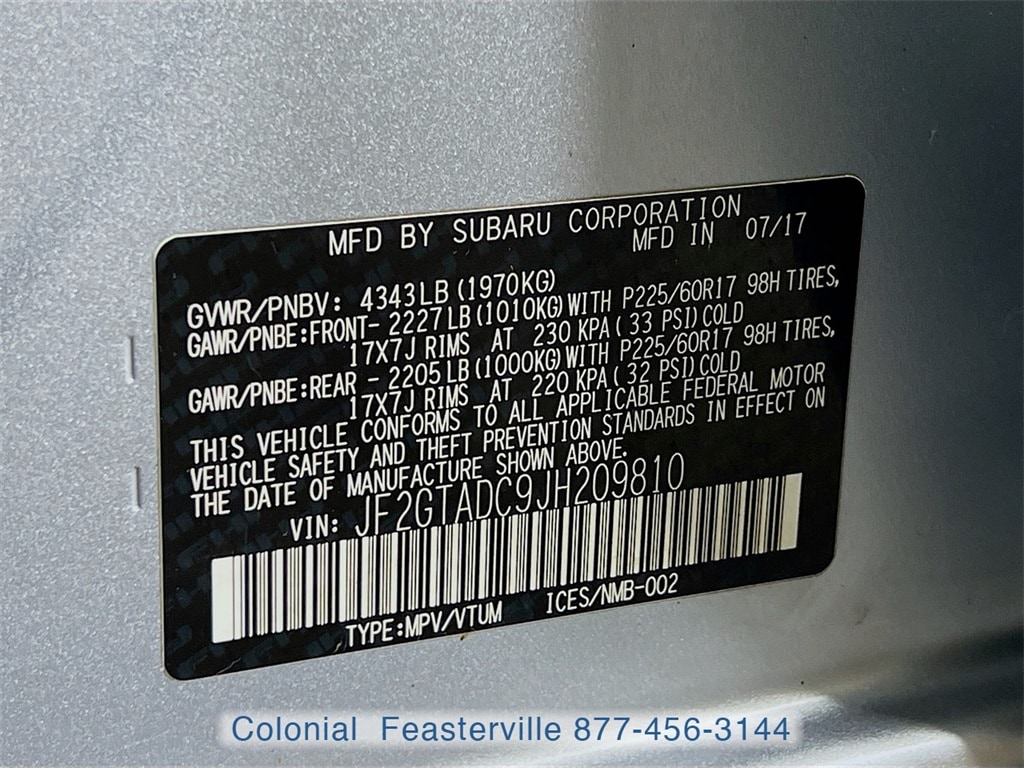 MFD BY SUBARU CORPORATION
MFD IN 07/17
GVWR/PNBV: 4343LB (1970KG)
GAWR/PNBE:FRONT- 2227LB(1010KG)WITH P225/60R17 98H TIRES,
17X7J RIMS AT 230 KPA( 33 PSI)COLD
GAWR/PNBE:REAR - 2205LB(1000KG)WITH P225/60R17 98H TIRES,
17X7J RIMS AT 220 KPA( 32 PSI)COLD
THIS VEHICLE CONFORMS TO ALL APPLICABLE FEDERAL MOTOR
VEHICLE SAFETY AND THEFT PREVENTION STANDARDS IN EFFECT ON
THE DATE OF MANUFACTURE SHOWN ABOVE.
VIN: JF2GTADC9JH209810
TYPE:MPV/VTUM ICES/NMB-002
Colonial Feasterville 877-456-3144